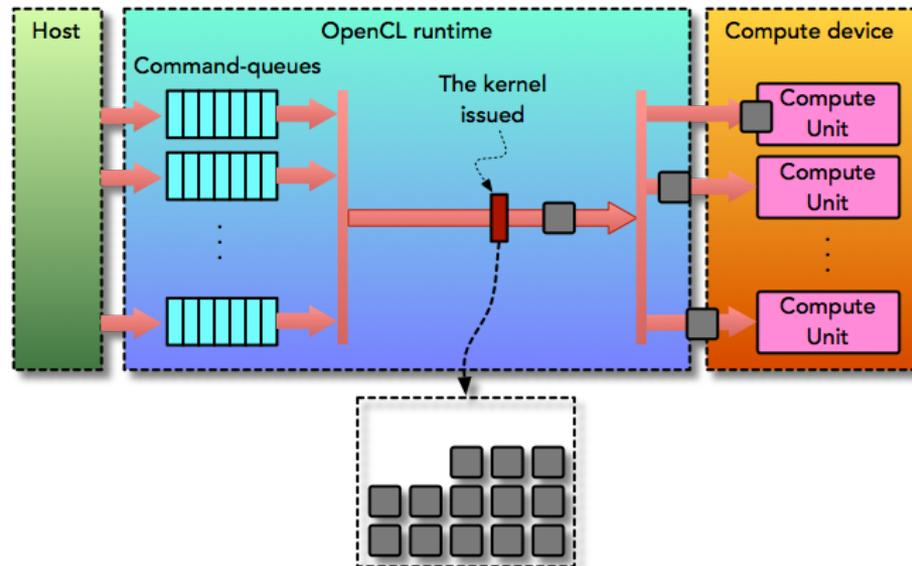 Host
OpenCL runtime
Compute device
Command-queues
The kernel
issued
Compute
Unit
Compute
Unit
Compute
Unit